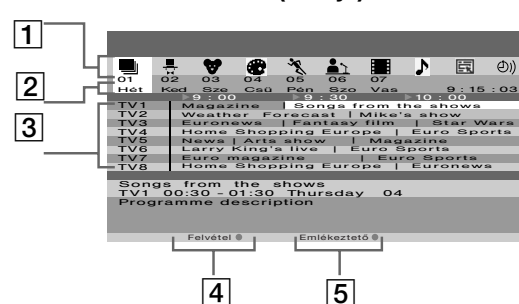 1
01 02 03 04 05 06 07
2
Hét Ked Sze Csü Pén Szo Vas 9:15:03
9:00 9:30 10:00
3
TV1 Magazine Songs from the shows
TV2 Weather Forecast | Mike's show
TV3 Euronews | Fantasy film | Star Wars
TV4 Home Shopping Europe | Euro Sports
TV5 News | Arts show | Magazine
TV6 Larry King's live | Euro Sports
TV7 Euro magazine | Euro Sports
TV8 Home Shopping Europe | Euronews
Songs from the shows
TV1 00:30 - 01:30 Thursday 04
Programme description
Felvétel Emlékeztető
4 5